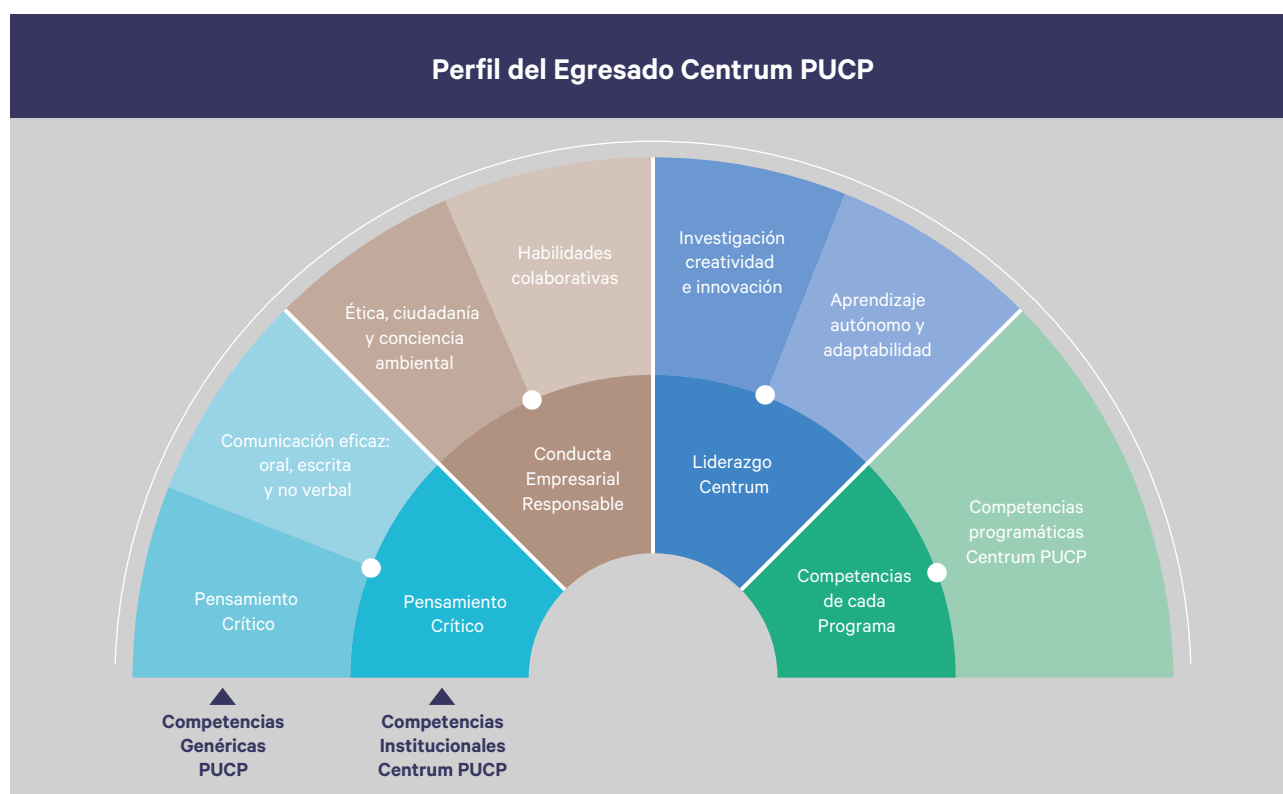 Perfil del Egresado Centrum PUCP
Pensamiento
Crítico
Comunicación eficaz:
oral, escrita
y no verbal
Ética, ciudadanía
y conciencia
ambiental
Habilidades
colaborativas
Investigación
creatividad
e innovación
Aprendizaje
autónomo y
adaptabilidad
Competencias
programáticas
Centrum PUCP
Pensamiento
Crítico
Conducta
Empresarial
Responsable
Liderazgo
Centrum
Competencias
de cada
Programa
Competencias
Genéricas
PUCP
Competencias
Institucionales
Centrum PUCP